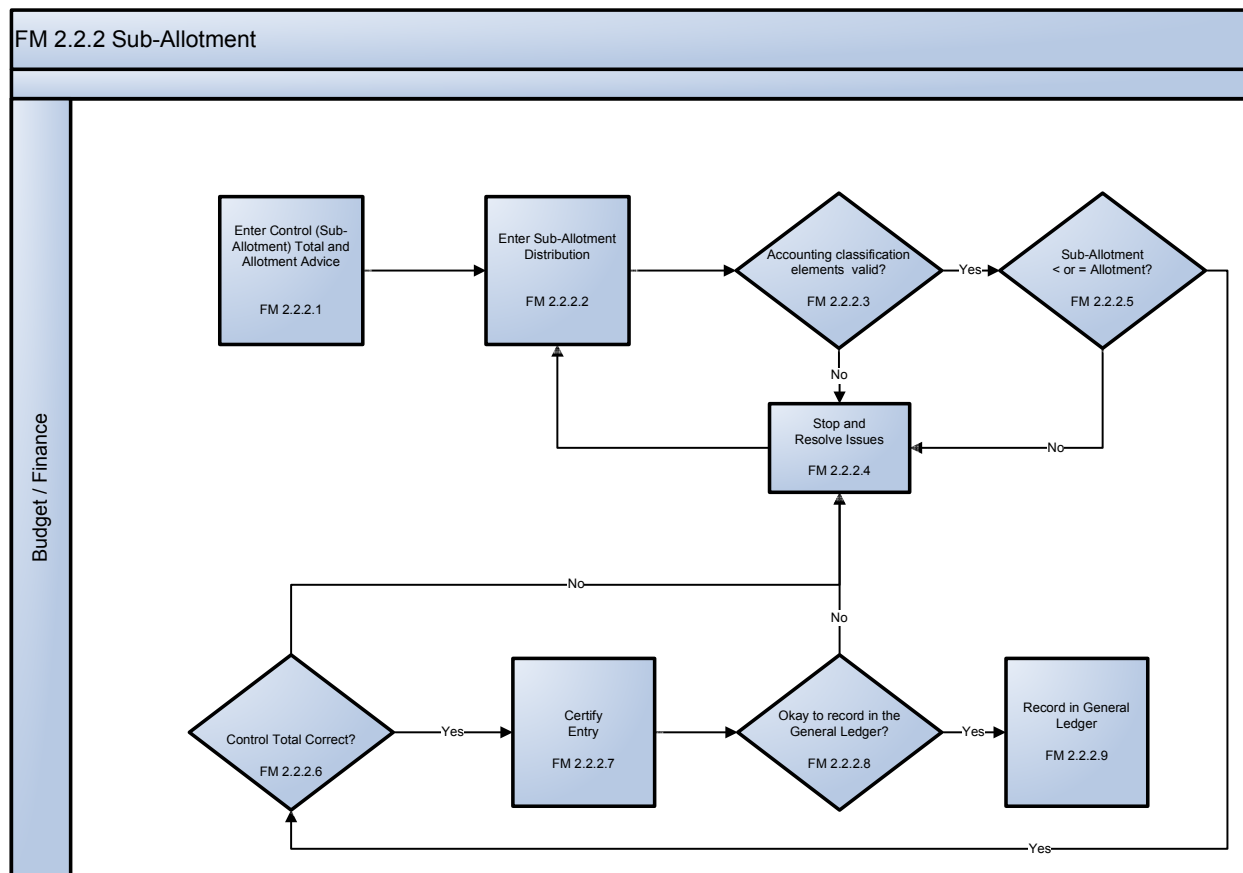 FM 2.2.2 Sub-Allotment
Budget / Finance
Enter Control (Sub-
Allotment) Total and
Allotment Advice
FM 2.2.2.1
Enter Sub-Allotment
Distribution
FM 2.2.2.2
Accounting classification
elements valid?
FM 2.2.2.3
Yes
Sub-Allotment
< or = Allotment?
FM 2.2.2.5
No
Stop and
Resolve Issues
FM 2.2.2.4
No
No
No
Control Total Correct?
FM 2.2.2.6
Yes
Certify
Entry
FM 2.2.2.7
Okay to record in the
General Ledger?
FM 2.2.2.8
Yes
Record in General
Ledger
FM 2.2.2.9
Yes